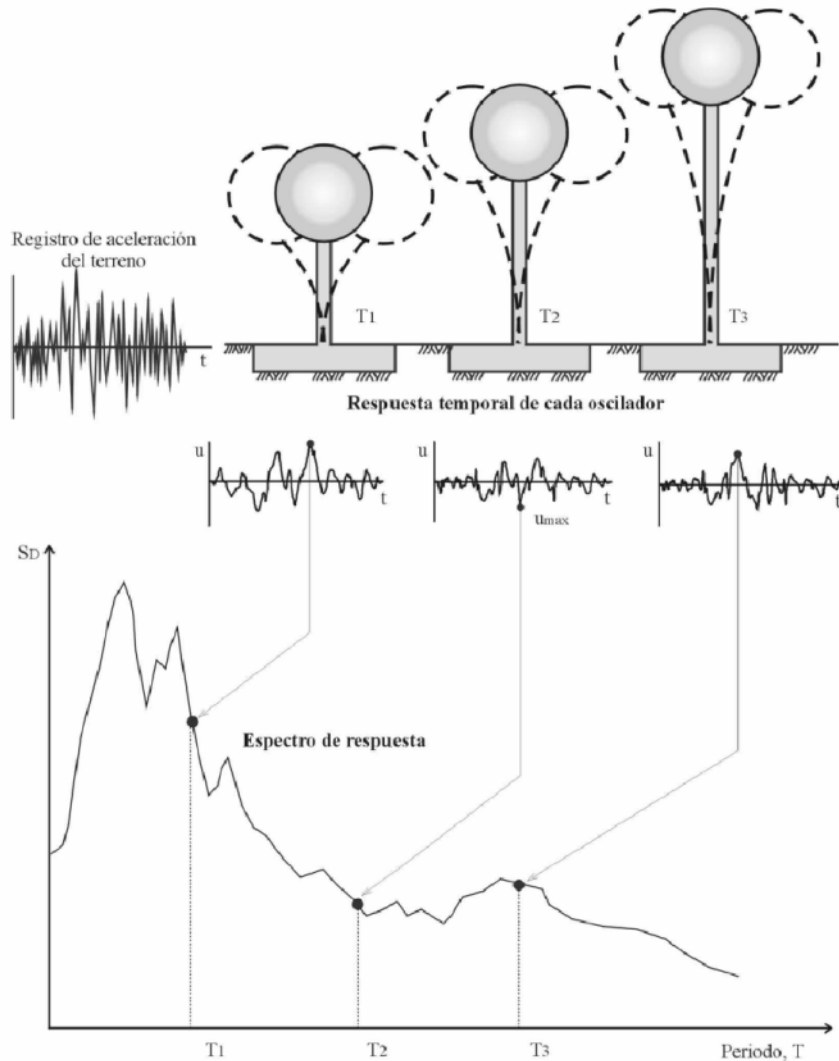 Registro de aceleración
del terreno
t
T1
T2
T3
Respuesta temporal de cada oscilador
u
t
u
t
umax
u
t
SD
Espectro de respuesta
T1
T2
T3
Periodo, T